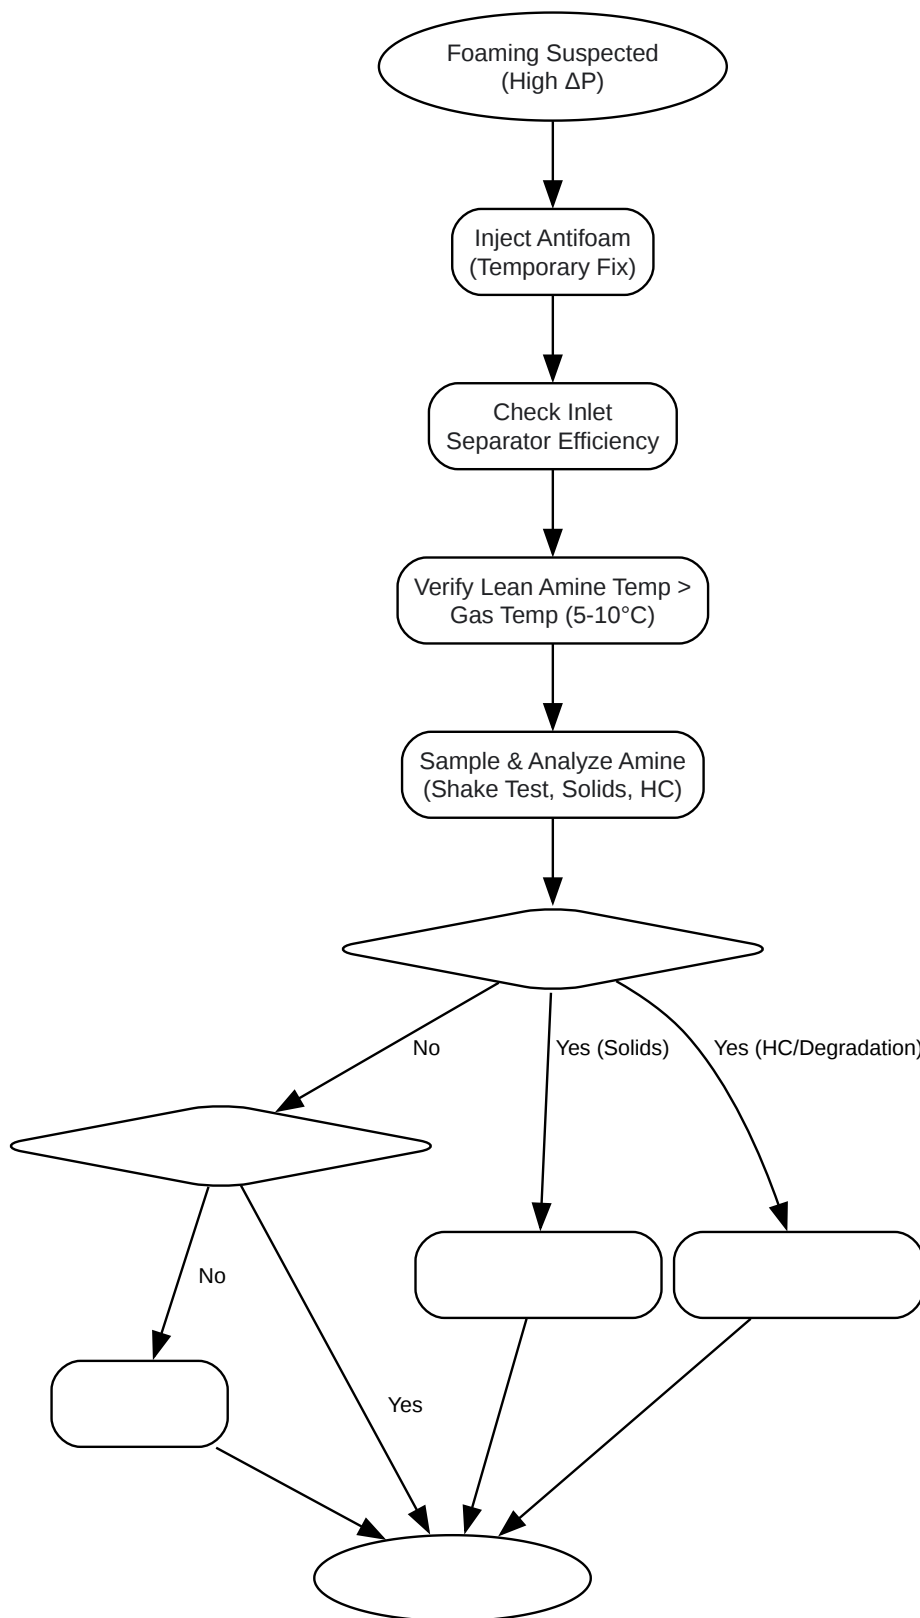 Foaming Suspected
(High ΔP)
Inject Antifoam
(Temporary Fix)
Check Inlet
Separator Efficiency
Verify Lean Amine Temp >
Gas Temp (5-10°C)
Sample & Analyze Amine
(Shake Test, Solids, HC)
No
Yes (Solids)
Yes (HC/Degradation)
No
Yes